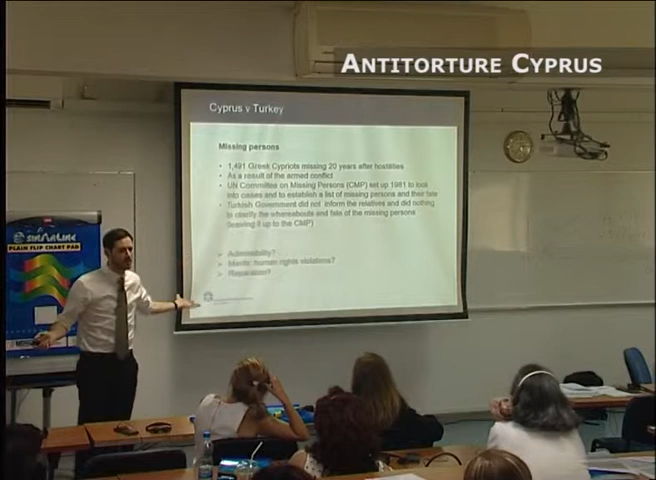 ANTITORTURE CYPRUS
Cyprus v Turkey
Missing persons
• 1,491 Greek Cypriots missing 20 years after hostilities
• As a result of the armed conflict
• UN Committee on Missing Persons (CMP) set up 1981 to look
into cases and to establish a list of missing persons and their fate
• Turkish Government did not inform the relatives and did nothing
to clarify the whereabouts and fate of the missing persons
(leaving it up to the CMP)
➢ Admissibility?
➢ Merits: human rights violations?
➢ Reparation?
SINARLINE
PLAIN FLIP CHART PAD